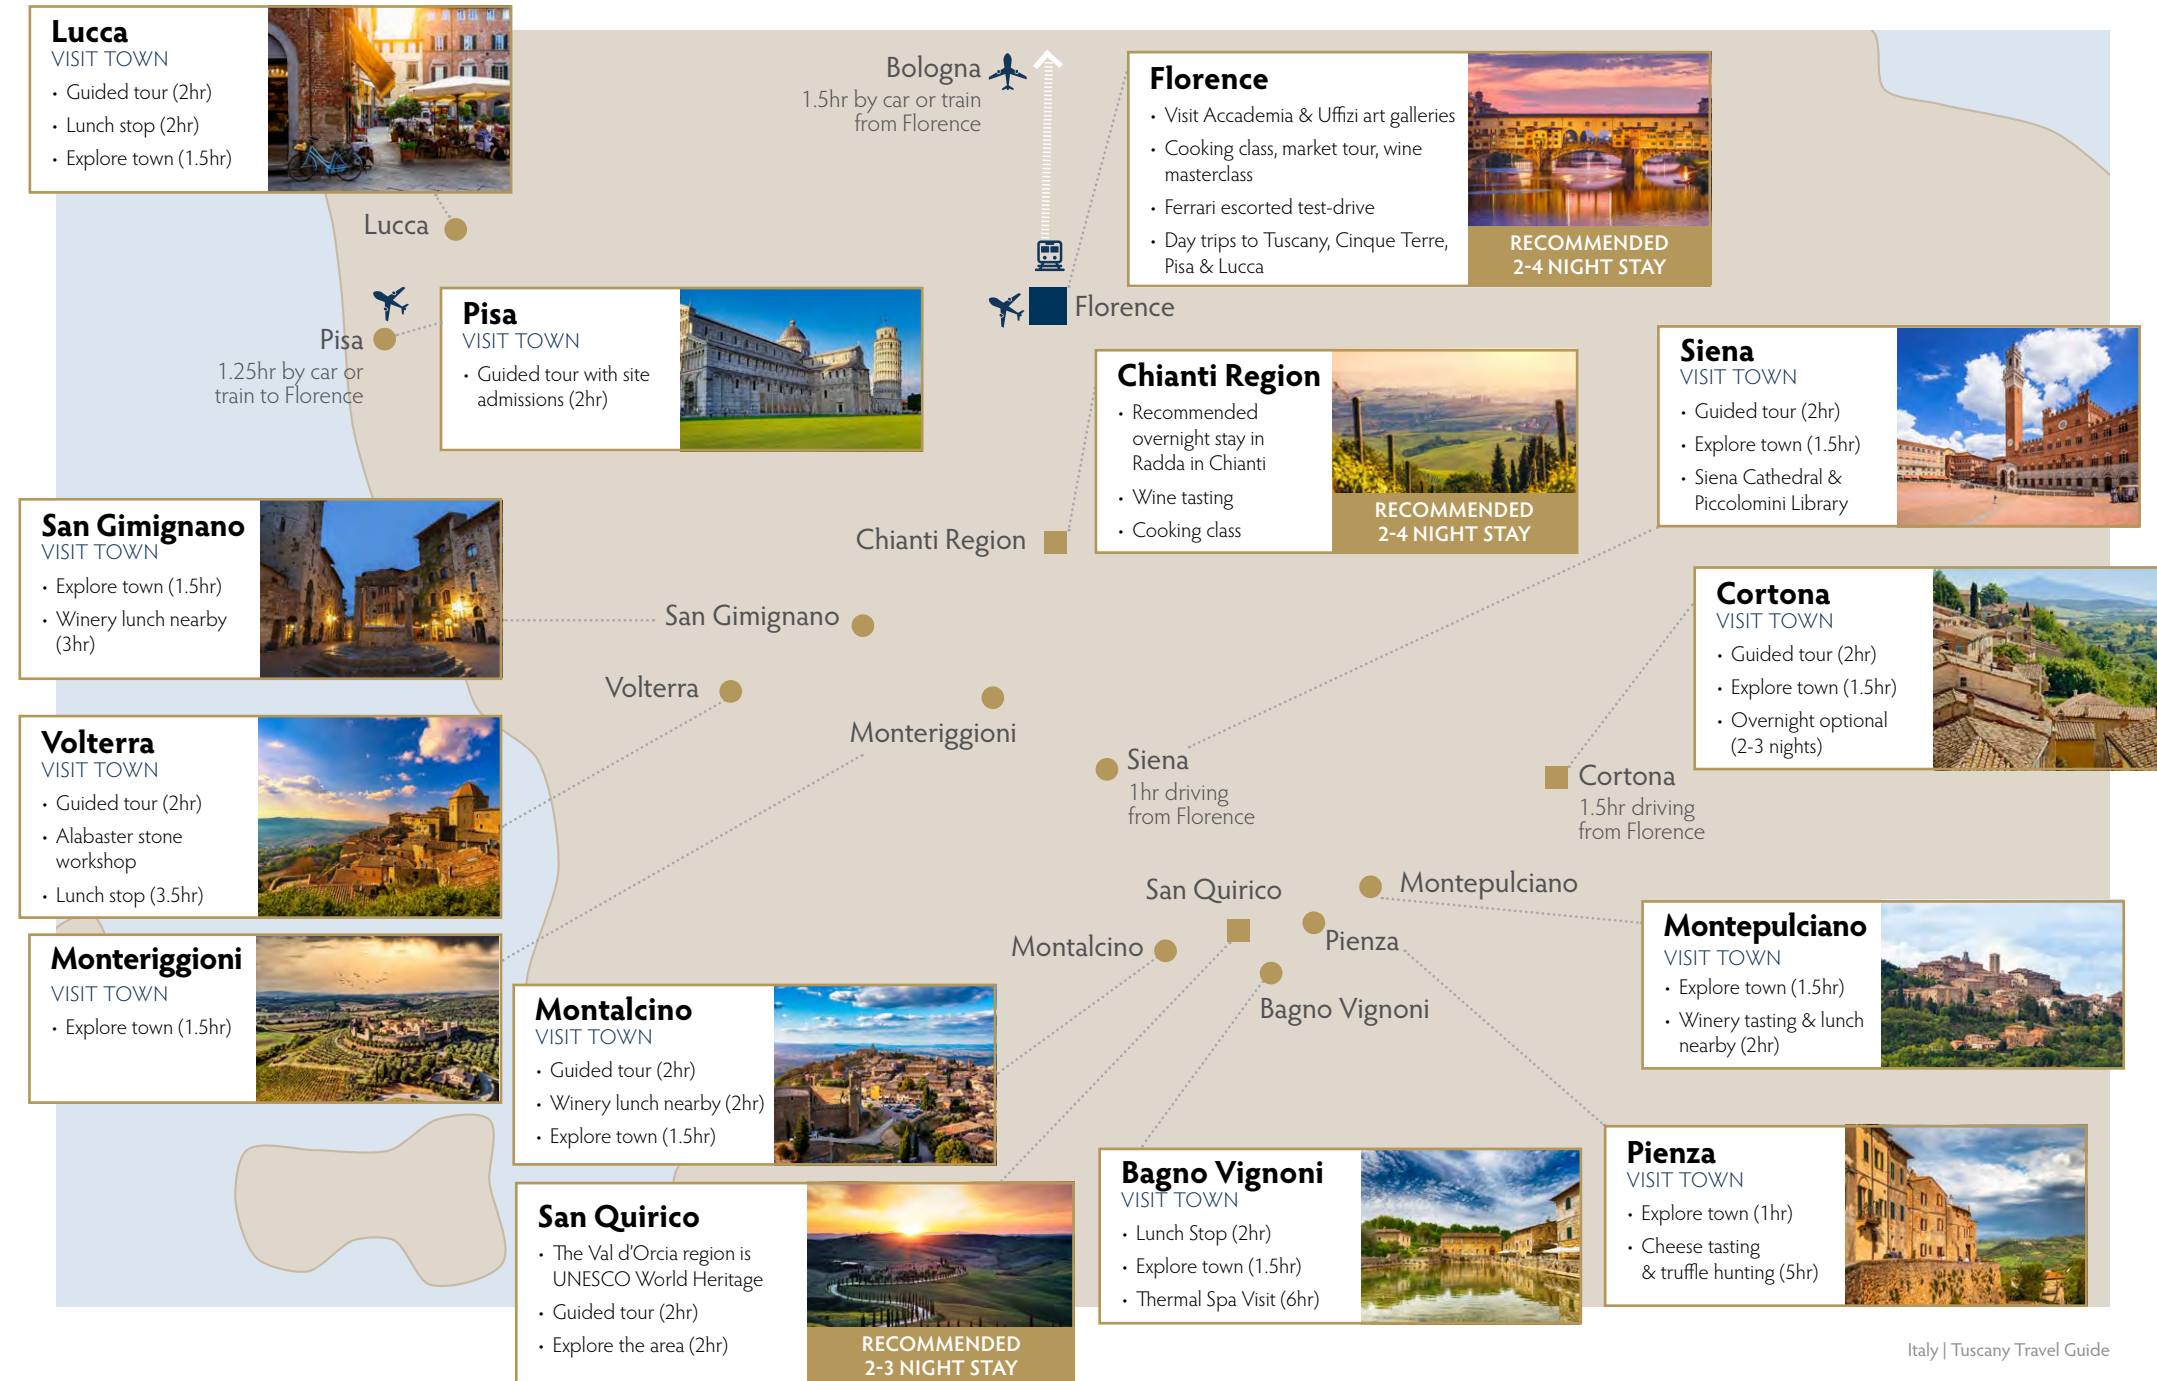 Lucca
VISIT TOWN
• Guided tour (2hr)
• Lunch stop (2hr)
• Explore town (1.5hr)
Lucca
Bologna
1.5hr by car or train
from Florence
Florence
• Visit Accademia & Uffizi art galleries
• Cooking class, market tour, wine
masterclass
• Ferrari escorted test-drive
• Day trips to Tuscany, Cinque Terre,
Pisa & Lucca
RECOMMENDED
2-4 NIGHT STAY
Florence
Pisa
1.25hr by car or
train to Florence
Pisa
VISIT TOWN
• Guided tour with site
admissions (2hr)
Chianti Region
• Recommended
overnight stay in
Radda in Chianti
• Wine tasting
• Cooking class
RECOMMENDED
2-4 NIGHT STAY
Chianti Region
Siena
VISIT TOWN
• Guided tour (2hr)
• Explore town (1.5hr)
• Siena Cathedral &
Piccolomini Library
San Gimignano
VISIT TOWN
• Explore town (1.5hr)
• Winery lunch nearby
(3hr)
San Gimignano
Volterra
Monteriggioni
Siena
1hr driving
from Florence
Cortona
VISIT TOWN
• Guided tour (2hr)
• Explore town (1.5hr)
• Overnight optional
(2-3 nights)
Cortona
1.5hr driving
from Florence
Volterra
VISIT TOWN
• Guided tour (2hr)
• Alabaster stone
workshop
• Lunch stop (3.5hr)
San Quirico
Montepulciano
Montalcino
Pienza
Bagno Vignoni
Monteriggioni
VISIT TOWN
• Explore town (1.5hr)
Montalcino
VISIT TOWN
• Guided tour (2hr)
• Winery lunch nearby (2hr)
• Explore town (1.5hr)
Montepulciano
VISIT TOWN
• Explore town (1.5hr)
• Winery tasting & lunch
nearby (2hr)
San Quirico
• The Val d'Orcia region is
UNESCO World Heritage
• Guided tour (2hr)
• Explore the area (2hr)
RECOMMENDED
2-3 NIGHT STAY
Bagno Vignoni
VISIT TOWN
• Lunch Stop (2hr)
• Explore town (1.5hr)
• Thermal Spa Visit (6hr)
Pienza
VISIT TOWN
• Explore town (1hr)
• Cheese tasting
& truffle hunting (5hr)
Italy | Tuscany Travel Guide